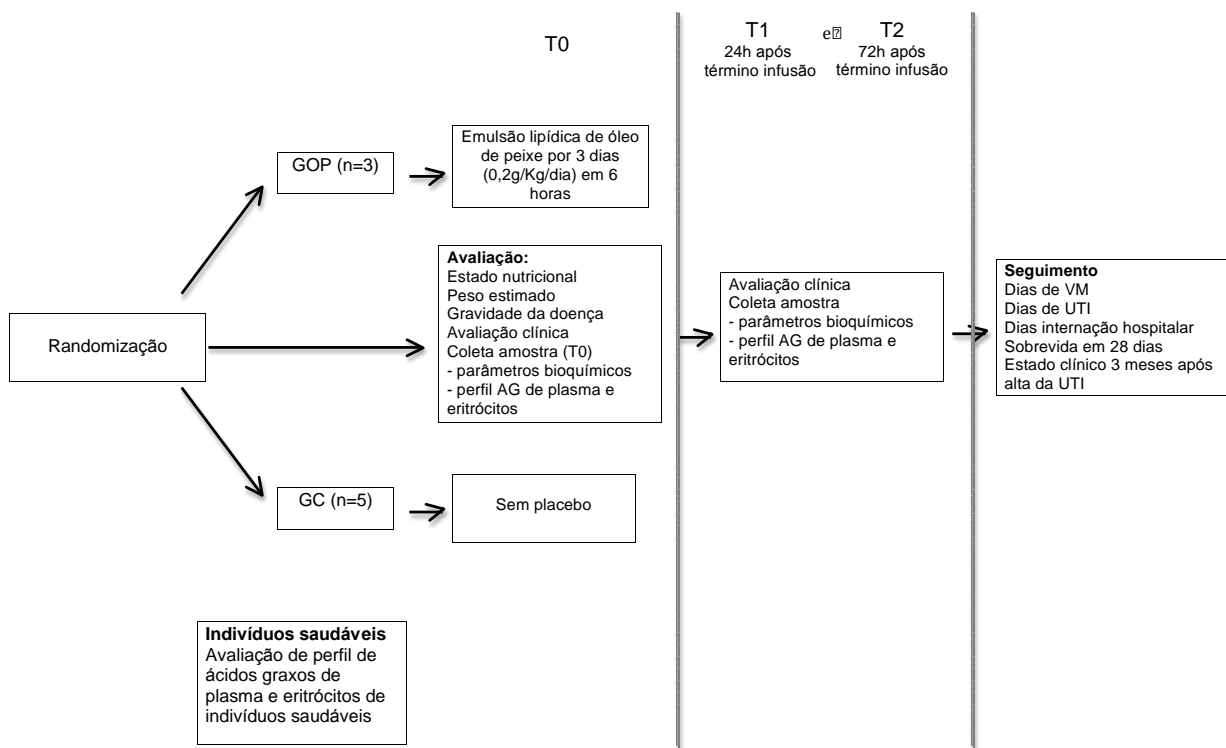 T0
T1
24h após
término infusão
e
T2
72h após
término infusão
GOP (n=3)
Emulsão lipídica de óleo
de peixe por 3 dias
(0,2g/Kg/dia) em 6
horas
Randomização
Avaliação:
Estado nutricional
Peso estimado
Gravidade da doença
Avaliação clínica
Coleta amostra (T0)
- parâmetros bioquímicos
- perfil AG de plasma e
eritrócitos
Avaliação clínica
Coleta amostra
- parâmetros bioquímicos
- perfil AG de plasma e
eritrócitos
Seguimento
Dias de VM
Dias de UTI
Dias internação hospitalar
Sobrevida em 28 dias
Estado clínico 3 meses após
alta da UTI
GC (n=5)
Sem placebo
Indivíduos saudáveis
Avaliação de perfil de
ácidos graxos de
plasma e eritrócitos de
indivíduos saudáveis